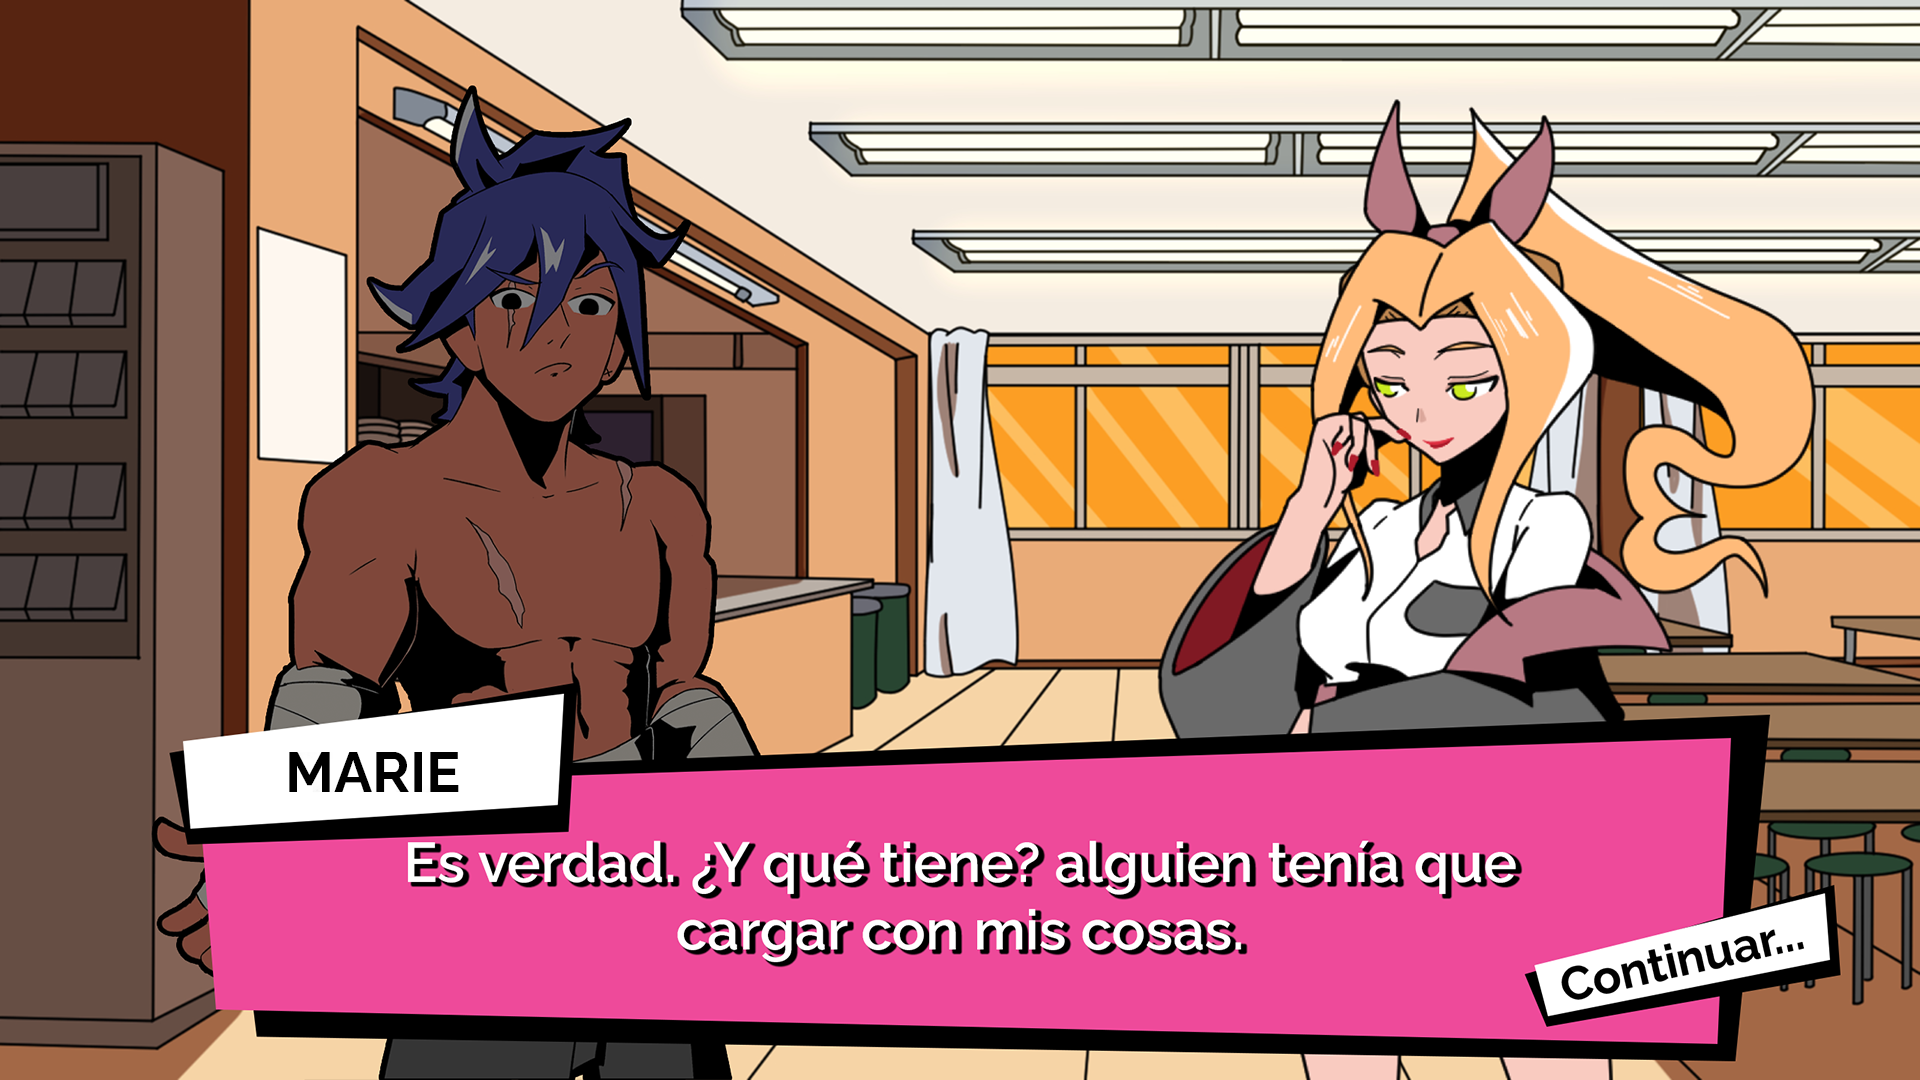 MARIE
Es verdad. ¿Y qué tiene? alguien tenía que
cargar con mis cosas.
Continuar...